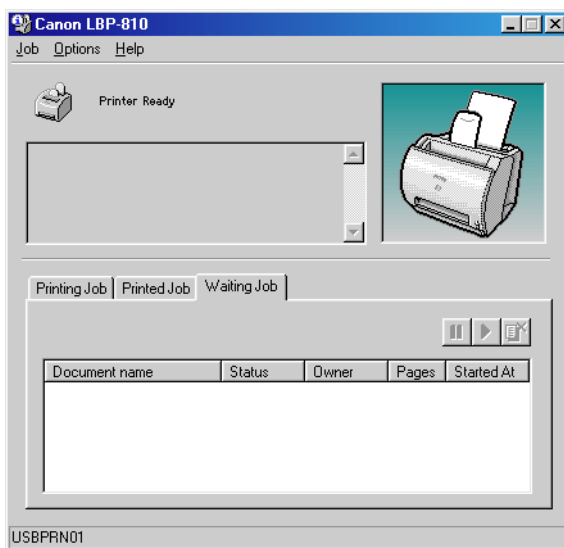 Canon LBP-810
Job Options Help
Printer Ready
Printing Job Printed Job Waiting Job
Document name Status Owner Pages Started At
USBPRN01